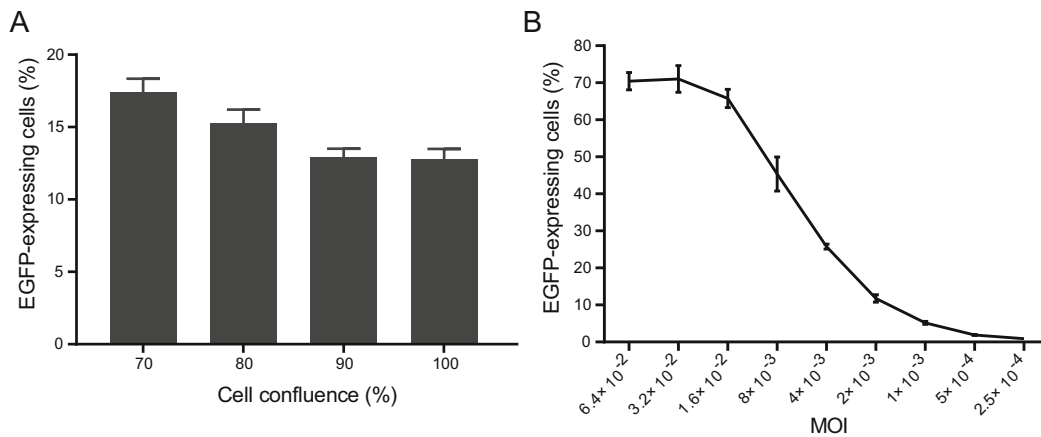 A
EGFP-expressing cells (%)
20
15
10
5
0
70 80 90 100
Cell confluence (%)
B
EGFP-expressing cells (%)
80
70
60
50
40
30
20
10
0
6.4× 10⁻² 3.2× 10⁻² 1.6× 10⁻² 8× 10⁻³ 4× 10⁻³ 2× 10⁻³ 1× 10⁻³ 5× 10⁻⁴ 2.5× 10⁻⁴
MOI